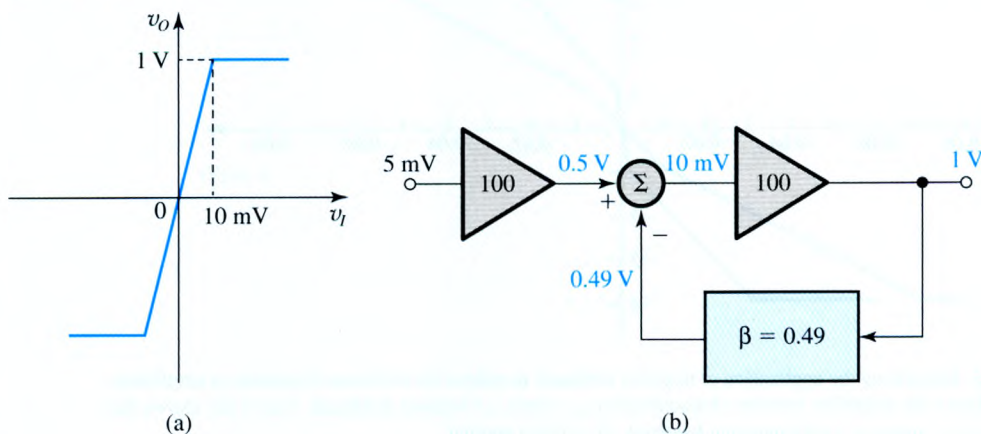 v_O
1 V
0
10 mV
v_I
(a)
5 mV
100
0.5 V
+
Σ
−
10 mV
100
1 V
0.49 V
β = 0.49
(b)